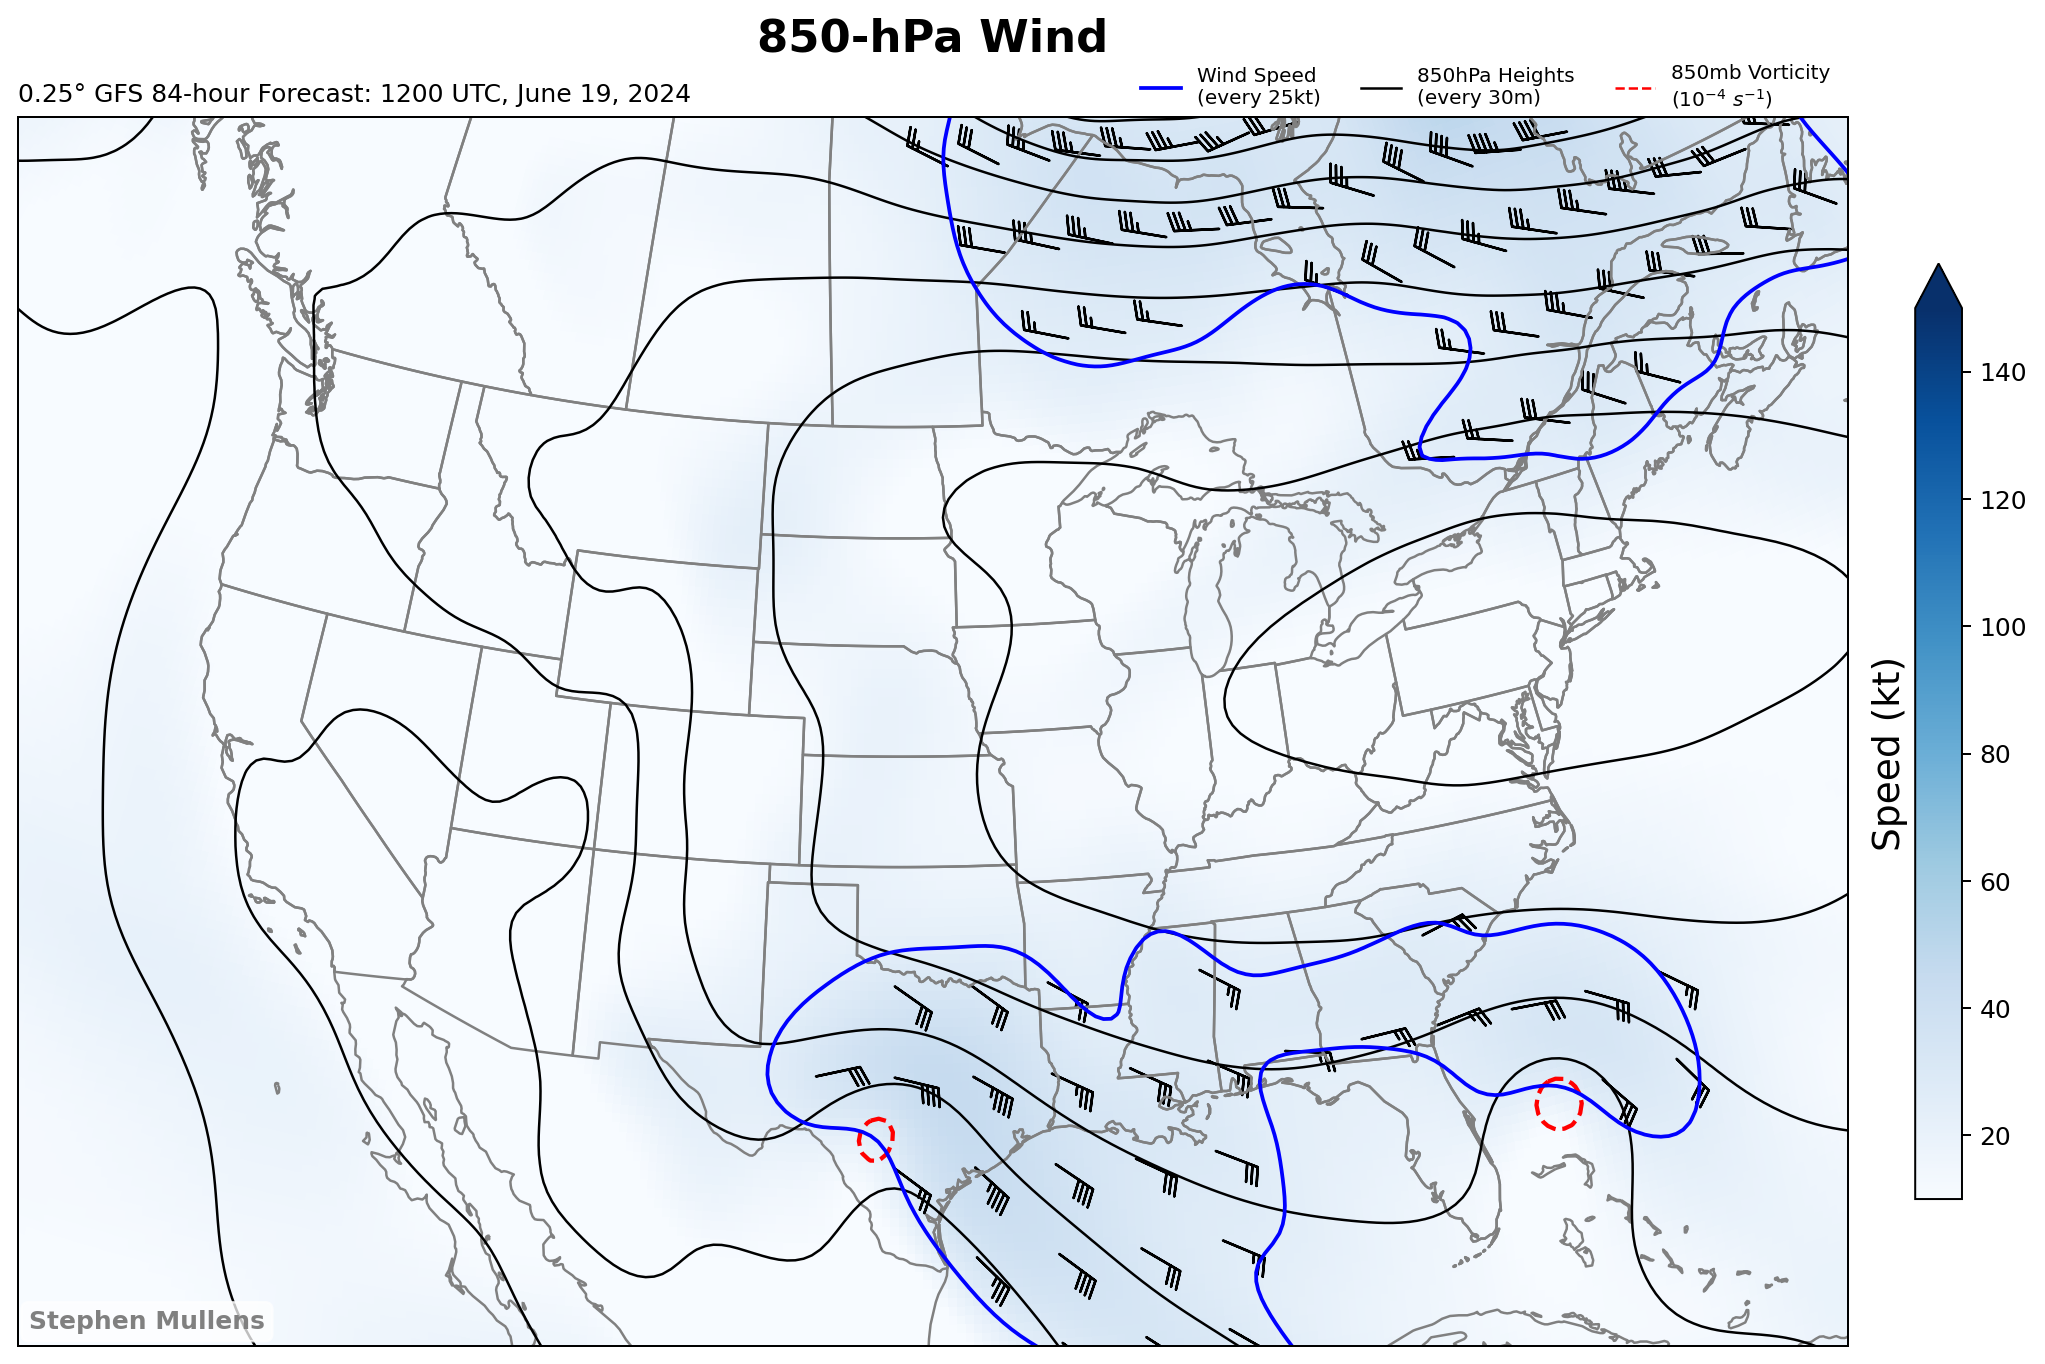 850-hPa Wind
0.25° GFS 84-hour Forecast: 1200 UTC, June 19, 2024
Wind Speed
(every 25kt)
850hPa Heights
(every 30m)
850mb Vorticity
(10⁻⁴ s⁻¹)
140
120
100
80
60
40
20
Speed (kt)
Stephen Mullens